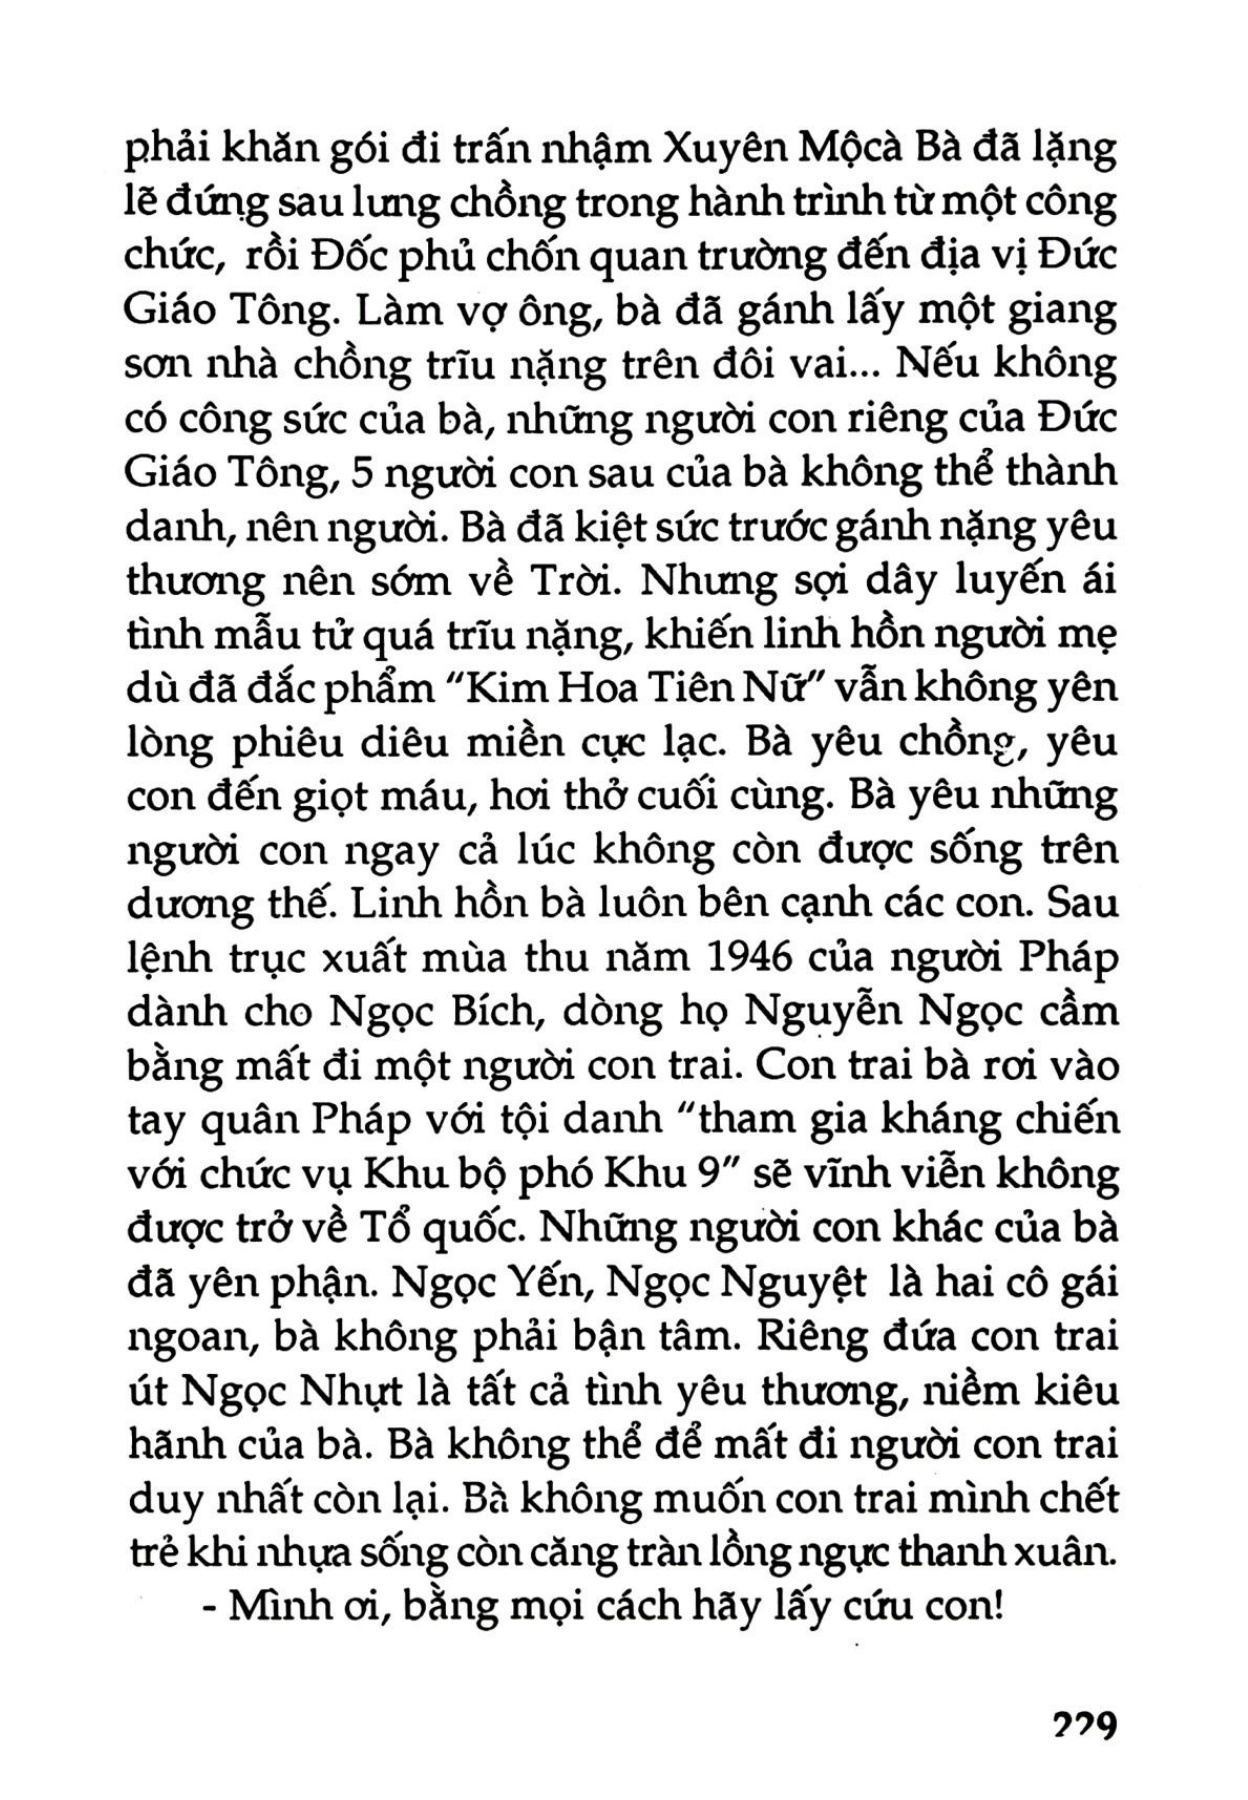 phải khăn gói đi trấn nhậm Xuyên Mộcà Bà đã lặng
lẽ đứng sau lưng chồng trong hành trình từ một công
chức, rồi Đốc phủ chốn quan trường đến địa vị Đức
Giáo Tông. Làm vợ ông, bà đã gánh lấy một giang
sơn nhà chồng trĩu nặng trên đôi vai... Nếu không
có công sức của bà, những người con riêng của Đức
Giáo Tông, 5 người con sau của bà không thể thành
danh, nên người. Bà đã kiệt sức trước gánh nặng yêu
thương nên sớm về Trời. Nhưng sợi dây luyến ái
tình mẫu tử quá trĩu nặng, khiến linh hồn người mẹ
dù đã đắc phẩm "Kim Hoa Tiên Nữ" vẫn không yên
lòng phiêu diêu miền cực lạc. Bà yêu chồng, yêu
con đến giọt máu, hơi thở cuối cùng. Bà yêu những
người con ngay cả lúc không còn được sống trên
dương thế. Linh hồn bà luôn bên cạnh các con. Sau
lệnh trục xuất mùa thu năm 1946 của người Pháp
dành cho Ngọc Bích, dòng họ Nguyễn Ngọc cầm
bằng mất đi một người con trai. Con trai bà rơi vào
tay quân Pháp với tội danh "tham gia kháng chiến
với chức vụ Khu bộ phó Khu 9" sẽ vĩnh viễn không
được trở về Tổ quốc. Những người con khác của bà
đã yên phận. Ngọc Yến, Ngọc Nguyệt là hai cô gái
ngoan, bà không phải bận tâm. Riêng đứa con trai
út Ngọc Nhựt là tất cả tình yêu thương, niềm kiêu
hãnh của bà. Bà không thể để mất đi người con trai
duy nhất còn lại. Bà không muốn con trai mình chết
trẻ khi nhựa sống còn căng tràn lồng ngực thanh xuân.
- Mình ơi, bằng mọi cách hãy lấy cứu con!
229